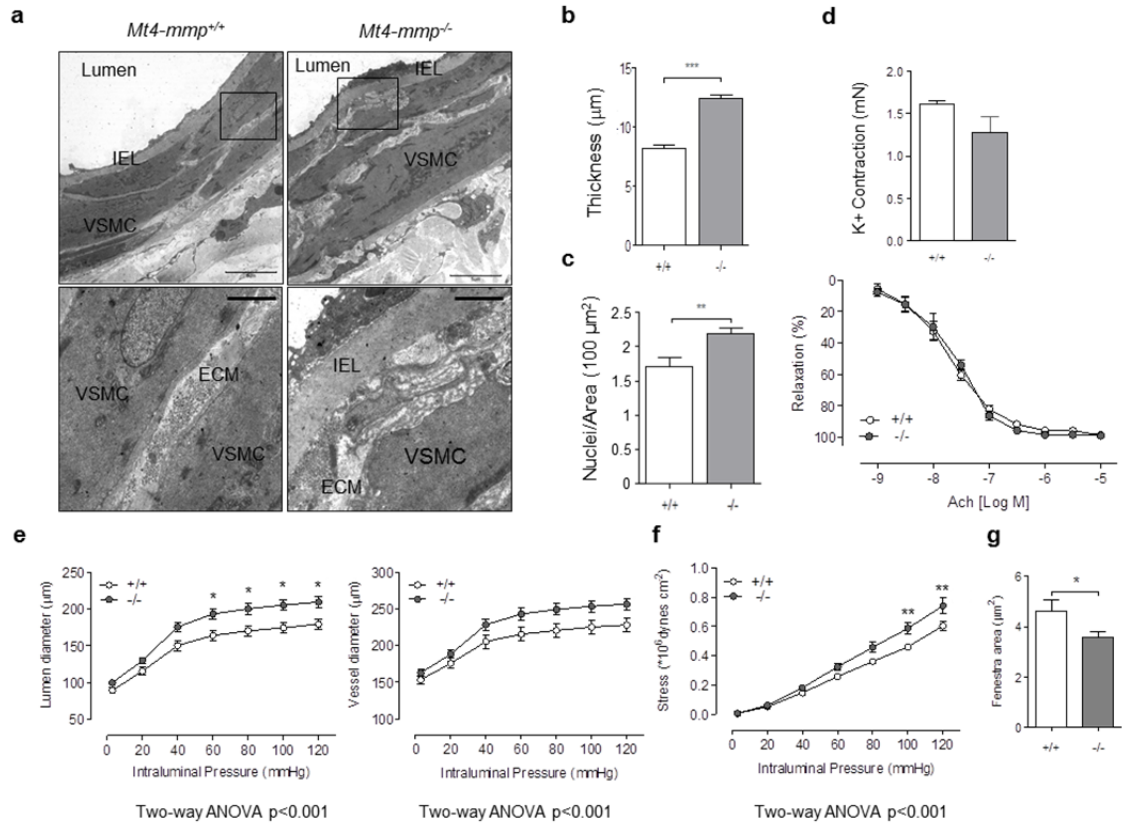 a
Mt4-mmp+/+
Mt4-mmp-/-
Lumen
IEL
VSMC
Lumen
IEL
VSMC
VSMC
ECM
VSMC
IEL
ECM
VSMC
b
Thickness (µm)
15
10
5
0
***
+/+
-/-
c
Nuclei/Area (100 µm²)
2.5
2
1.5
1
0.5
0
**
+/+
-/-
d
K+ Contraction (mN)
2.0
1.5
1.0
0.5
0.0
+/+
-/-
Relaxation (%)
0
20
40
60
80
100
+/+
-/-
-9 -8 -7 -6 -5
Ach [Log M]
e
Lumen diameter (µm)
250
200
150
100
50
+/+
-/-
* * * *
0 20 40 60 80 100 120
Intraluminal Pressure (mmHg)
Two-way ANOVA p<0.001
Vessel diameter (µm)
300
250
200
150
100
+/+
-/-
0 20 40 60 80 100 120
Intraluminal Pressure (mmHg)
Two-way ANOVA p<0.001
f
Stress (*10⁶dynes cm²)
1.0
0.8
0.6
0.4
0.2
0.0
+/+
-/-
** **
0 20 40 60 80 100 120
Intraluminal Pressure (mmHg)
Two-way ANOVA p<0.001
g
Fenestra area (µm²)
6
4
2
0
*
+/+
-/-